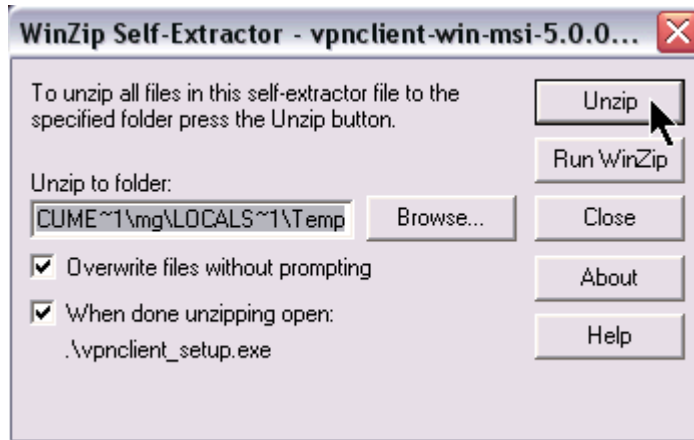 WinZip Self-Extractor - vpnclient-win-msi-5.0.0...
To unzip all files in this self-extractor file to the
specified folder press the Unzip button.
Unzip to folder:
CUME~1\mg\LOCALS~1\Temp
Browse...
Overwrite files without prompting
When done unzipping open:
.\vpnclient_setup.exe
Unzip
Run WinZip
Close
About
Help